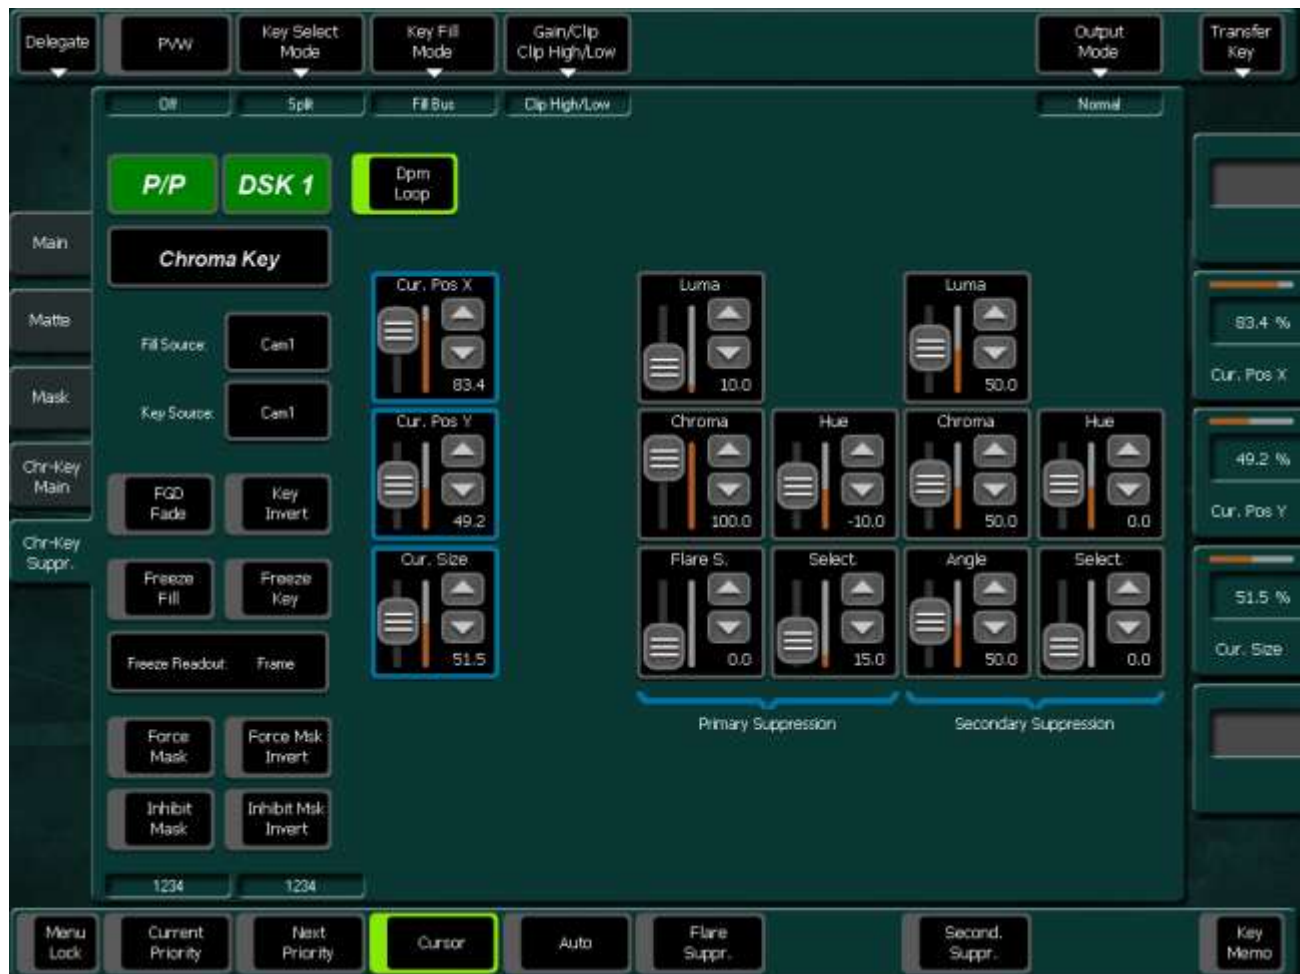 Delegate
PVW
Key Select
Mode
Key Fill
Mode
Gain/Clip
Clip High/Low
Output
Mode
Transfer
Key
Off
Split
Fill Bus
Clip High/Low
Normal
P/P
DSK 1
Dpm
Loop
Main
Matte
Mask
Chr-Key
Main
Chr-Key
Suppr.
Chroma Key
Fill Source:
Cam1
Key Source:
Cam1
FGD
Fade
Key
Invert
Freeze
Fill
Freeze
Key
Freeze Readout:
Frame
Force
Mask
Force Msk
Invert
Inhibit
Mask
Inhibit Msk
Invert
1234
1234
Cur. Pos X
83.4
Cur. Pos Y
49.2
Cur. Size
51.5
Luma
10.0
Luma
50.0
Chroma
100.0
Hue
-10.0
Chroma
50.0
Hue
0.0
Flare S.
0.0
Select
15.0
Angle
50.0
Select
0.0
Primary Suppression
Secondary Suppression
83.4 %
Cur. Pos X
49.2 %
Cur. Pos Y
51.5 %
Cur. Size
Menu
Lock
Current
Priority
Next
Priority
Cursor
Auto
Flare
Suppr.
Second.
Suppr.
Key
Memo